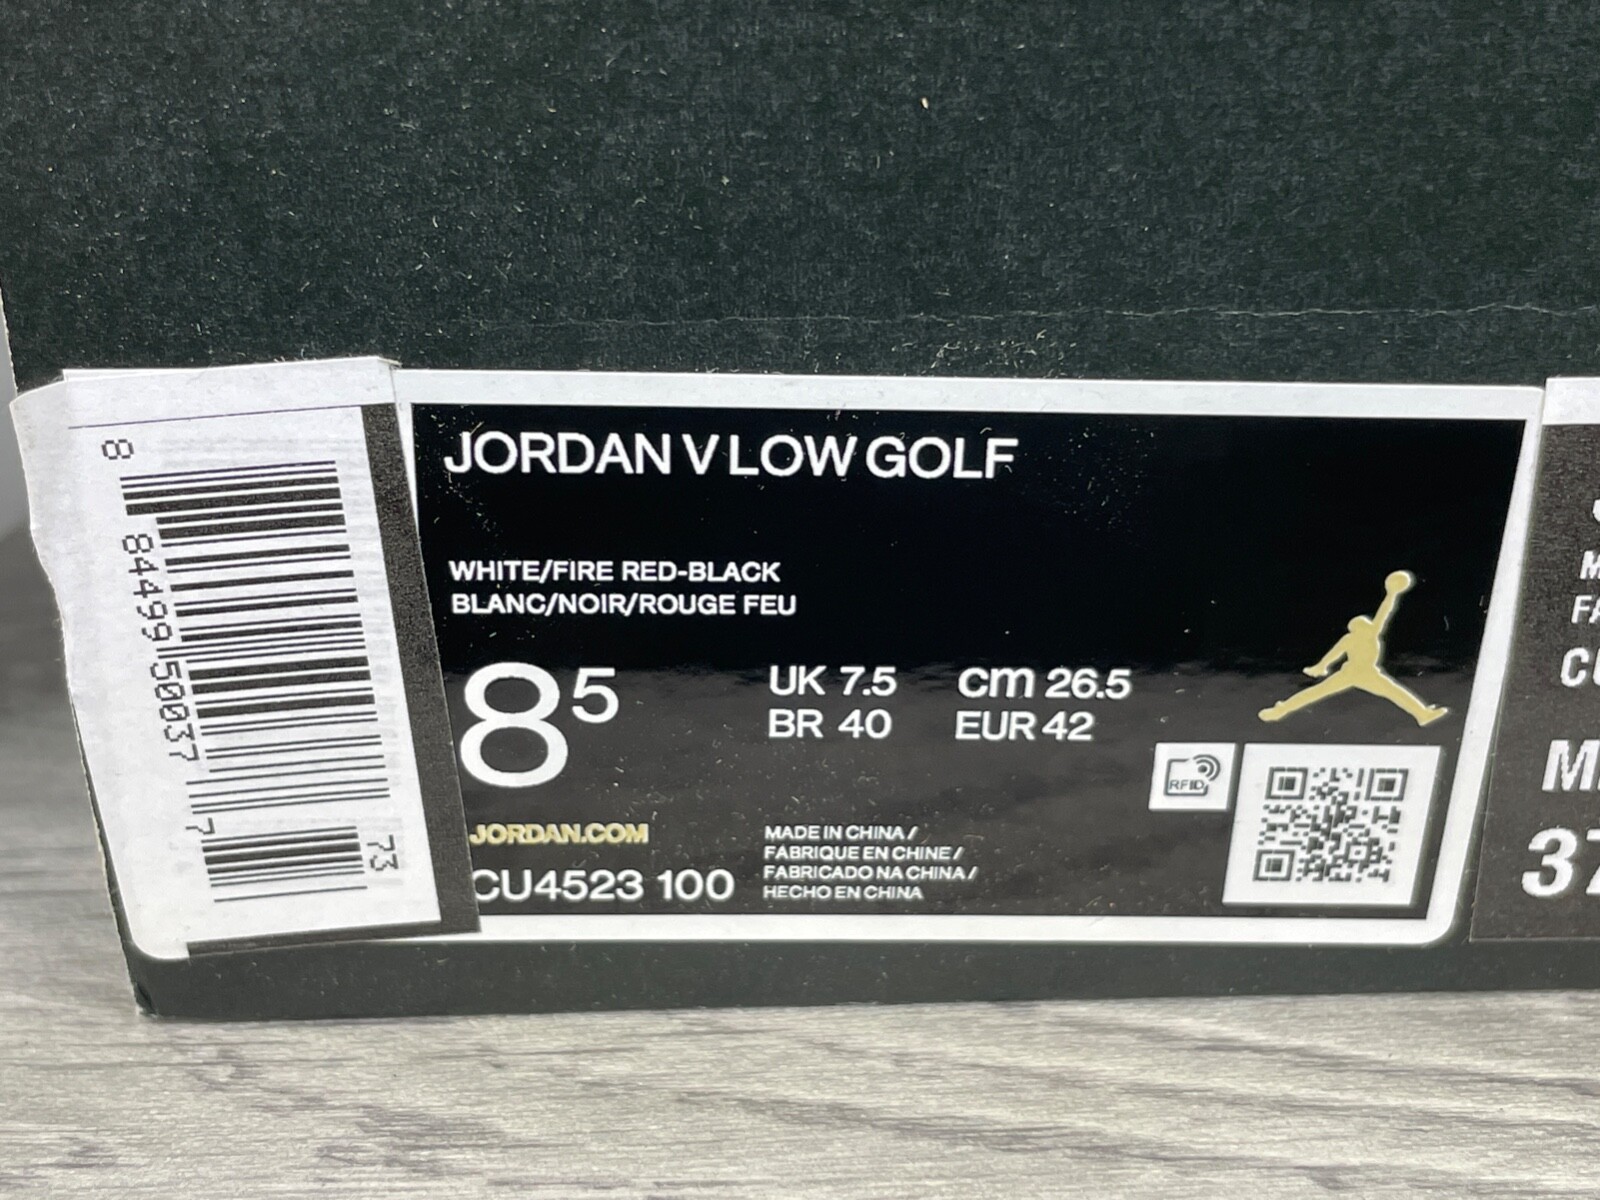 8
84499 50037
7
73
JORDAN V LOW GOLF
WHITE/FIRE RED-BLACK
BLANC/NOIR/ROUGE FEU
8⁵
UK 7.5
cm 26.5
BR 40
EUR 42
RFID
JORDAN.COM
CU4523 100
MADE IN CHINA /
FABRIQUE EN CHINE /
FABRICADO NA CHINA /
HECHO EN CHINA